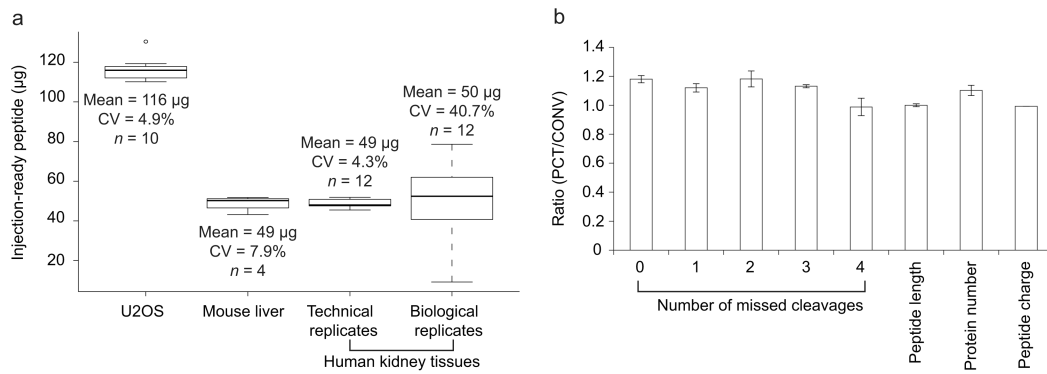 a
Injection-ready peptide (µg)
120
100
80
60
40
20
Mean = 116 µg
CV = 4.9%
n = 10
Mean = 49 µg
CV = 7.9%
n = 4
Mean = 49 µg
CV = 4.3%
n = 12
Mean = 50 µg
CV = 40.7%
n = 12
U2OS
Mouse liver
Technical
replicates
Biological
replicates
Human kidney tissues
b
Ratio (PCT/CONV)
1.4
1.2
1.0
1.8
1.6
1.4
1.2
0
0
1
2
3
4
Number of missed cleavages
Peptide length
Protein number
Peptide charge